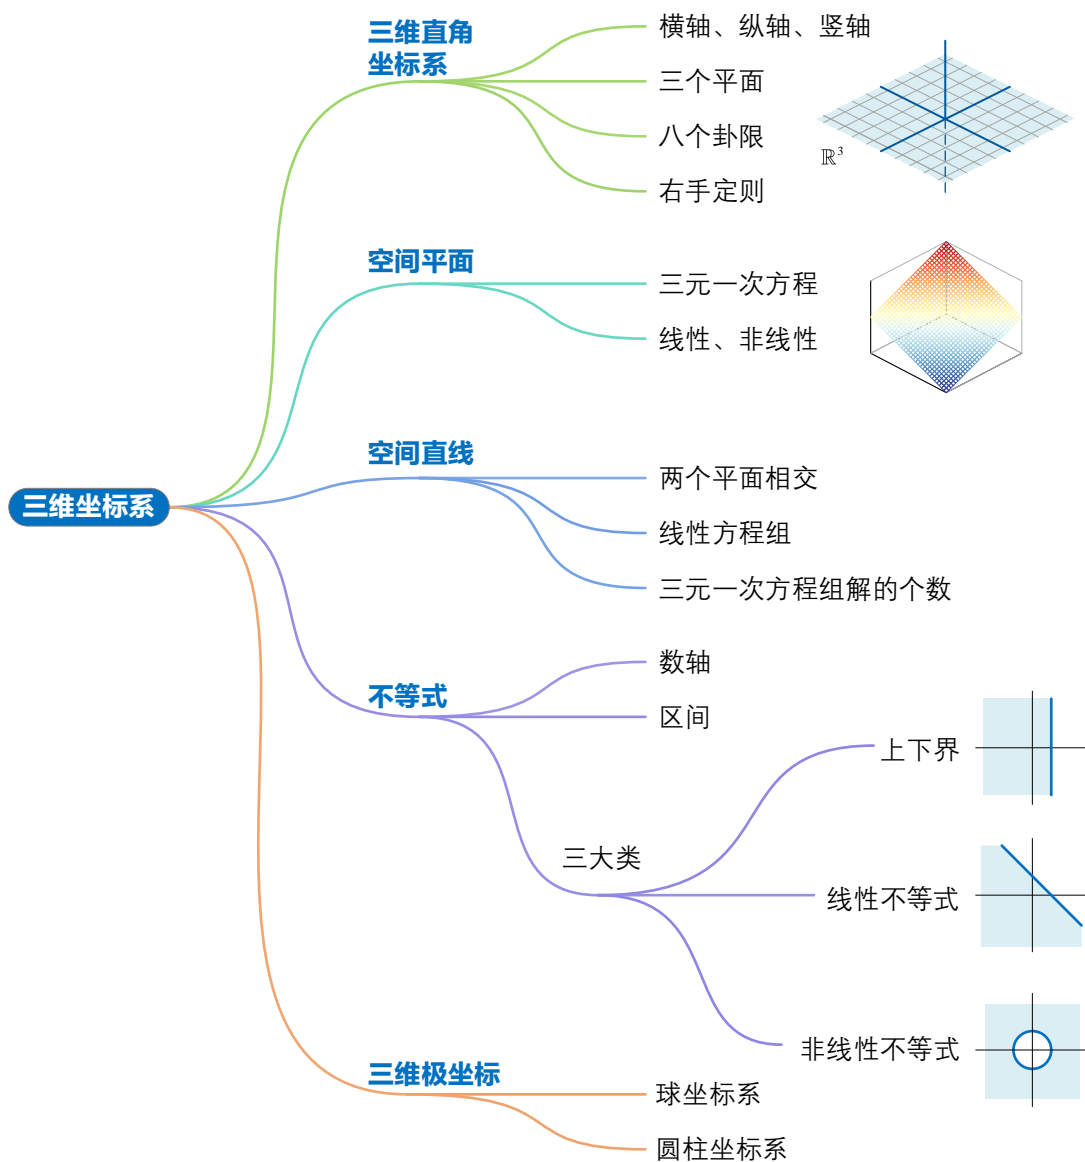 三维坐标系
三维直角
坐标系
横轴、纵轴、竖轴
三个平面
八个卦限
右手定则
ℝ³
空间平面
三元一次方程
线性、非线性
空间直线
两个平面相交
线性方程组
三元一次方程组解的个数
不等式
数轴
区间
三大类
上下界
线性不等式
非线性不等式
三维极坐标
球坐标系
圆柱坐标系